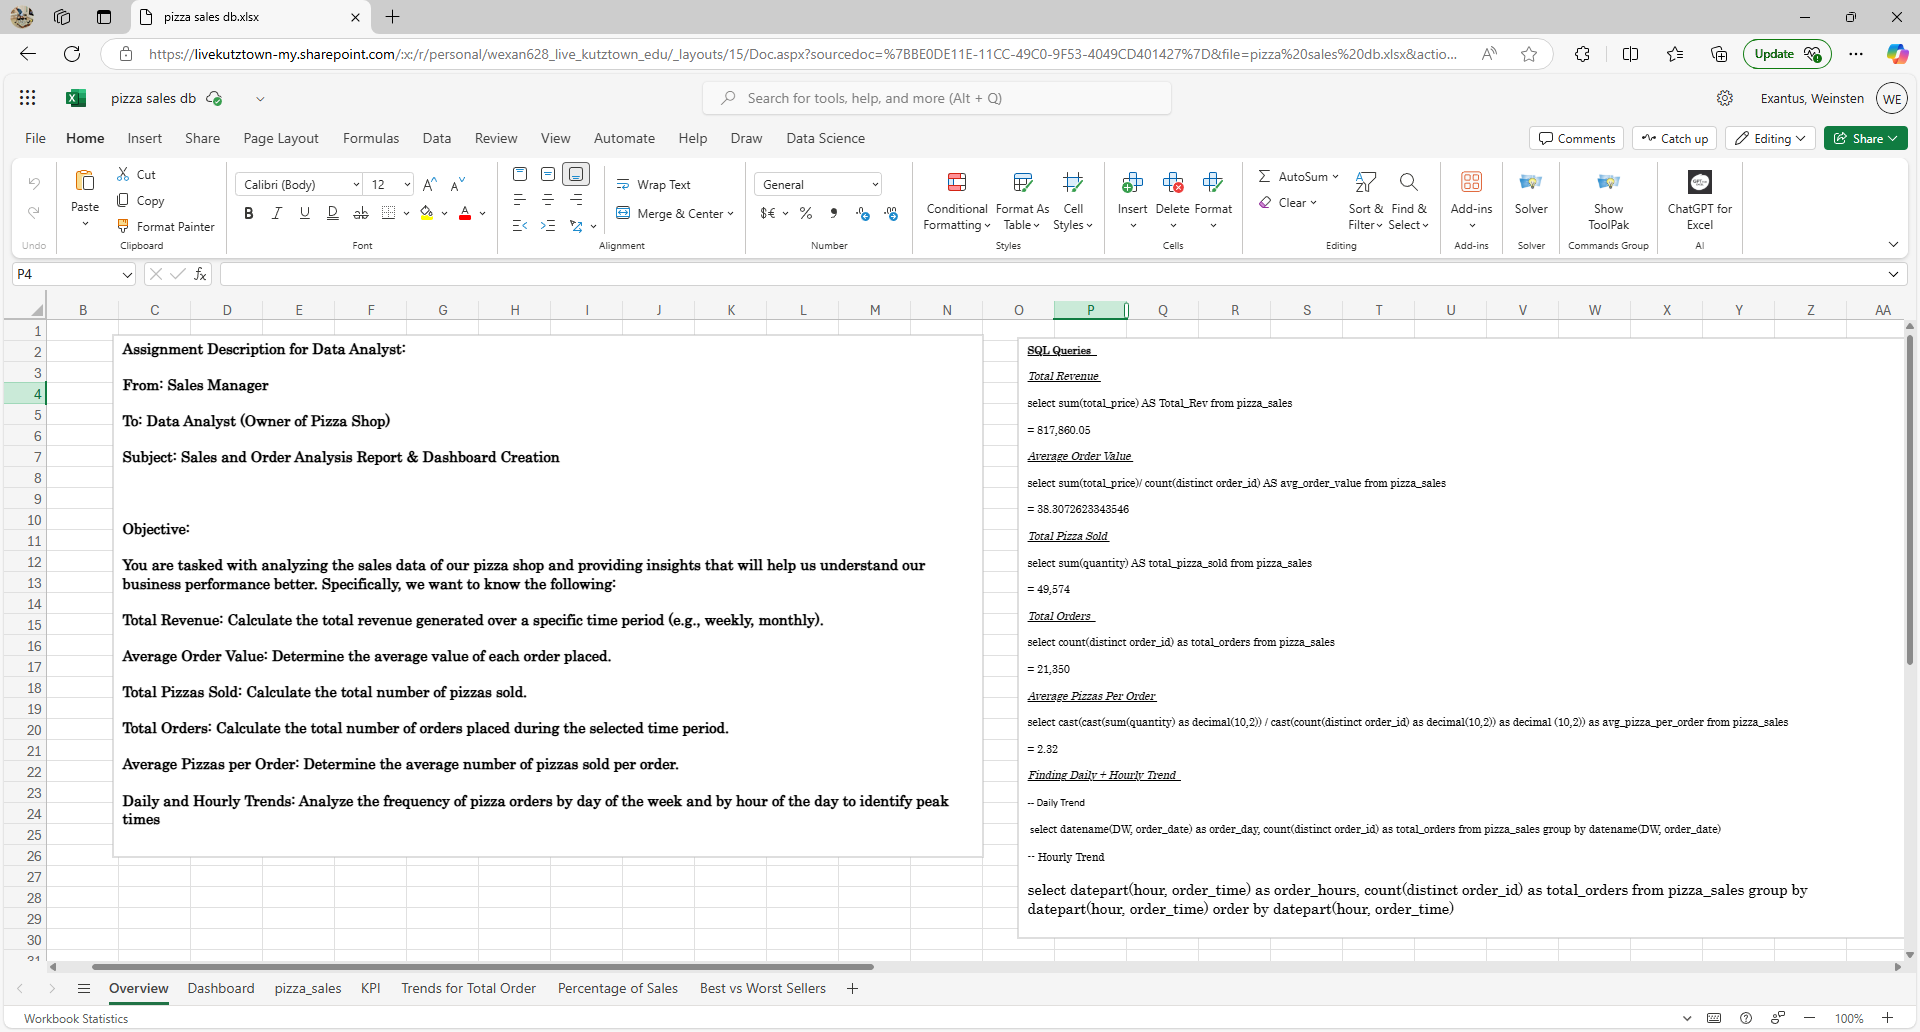 pizza sales db.xlsx
https://livekutztown-my.sharepoint.com/:x:/r/personal/wexan628_live_kutztown_edu/_layouts/15/Doc.aspx?sourcedoc=%7BBE0DE11E-11CC-49C0-9F53-4049CD401427%7D&file=pizza%20sales%20db.xlsx&actio...
Update
pizza sales db
Search for tools, help, and more (Alt + Q)
Exantus, Weinsten
WE
File Home Insert Share Page Layout Formulas Data Review View Automate Help Draw Data Science
Comments Catch up Editing Share
Paste
Cut
Copy
Format Painter
Calibri (Body) 12
Wrap Text
Merge & Center
General
Conditional Formatting
Format As Table
Cell Styles
Insert Delete Format
AutoSum
Clear
Sort & Filter
Find & Select
Add-ins
Solver
Show ToolPak
ChatGPT for Excel
Undo Clipboard Font Alignment Number Styles Cells Editing Add-ins Solver Commands Group AI
P4
fx
B C D E F G H I J K L M N O P Q R S T U V W X Y Z AA
1
2
3
4
5
6
7
8
9
10
11
12
13
14
15
16
17
18
19
20
21
22
23
24
25
26
27
28
29
30
31
Assignment Description for Data Analyst:
From: Sales Manager
To: Data Analyst (Owner of Pizza Shop)
Subject: Sales and Order Analysis Report & Dashboard Creation
Objective:
You are tasked with analyzing the sales data of our pizza shop and providing insights that will help us understand our
business performance better. Specifically, we want to know the following:
Total Revenue: Calculate the total revenue generated over a specific time period (e.g., weekly, monthly).
Average Order Value: Determine the average value of each order placed.
Total Pizzas Sold: Calculate the total number of pizzas sold.
Total Orders: Calculate the total number of orders placed during the selected time period.
Average Pizzas per Order: Determine the average number of pizzas sold per order.
Daily and Hourly Trends: Analyze the frequency of pizza orders by day of the week and by hour of the day to identify peak
times
SQL Queries
Total Revenue
select sum(total_price) AS Total_Rev from pizza_sales
= 817,860.05
Average Order Value
select sum(total_price)/ count(distinct order_id) AS avg_order_value from pizza_sales
= 38.3072623343546
Total Pizza Sold
select sum(quantity) AS total_pizza_sold from pizza_sales
= 49,574
Total Orders
select count(distinct order_id) as total_orders from pizza_sales
= 21,350
Average Pizzas Per Order
select cast(cast(sum(quantity) as decimal(10,2)) / cast(count(distinct order_id) as decimal(10,2)) as decimal (10,2)) as avg_pizza_per_order from pizza_sales
= 2.32
Finding Daily + Hourly Trend
-- Daily Trend
select datename(DW, order_date) as order_day, count(distinct order_id) as total_orders from pizza_sales group by datename(DW, order_date)
-- Hourly Trend
select datepart(hour, order_time) as order_hours, count(distinct order_id) as total_orders from pizza_sales group by
datepart(hour, order_time) order by datepart(hour, order_time)
Overview Dashboard pizza_sales KPI Trends for Total Order Percentage of Sales Best vs Worst Sellers
Workbook Statistics
100%